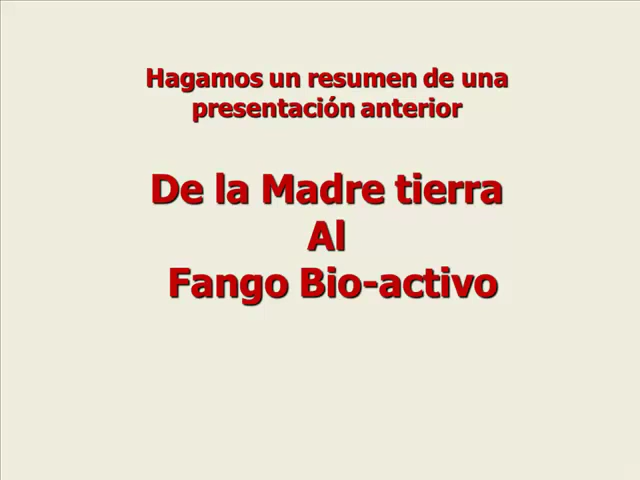 Hagamos un resumen de una
presentación anterior
De la Madre tierra
Al
Fango Bio-activo